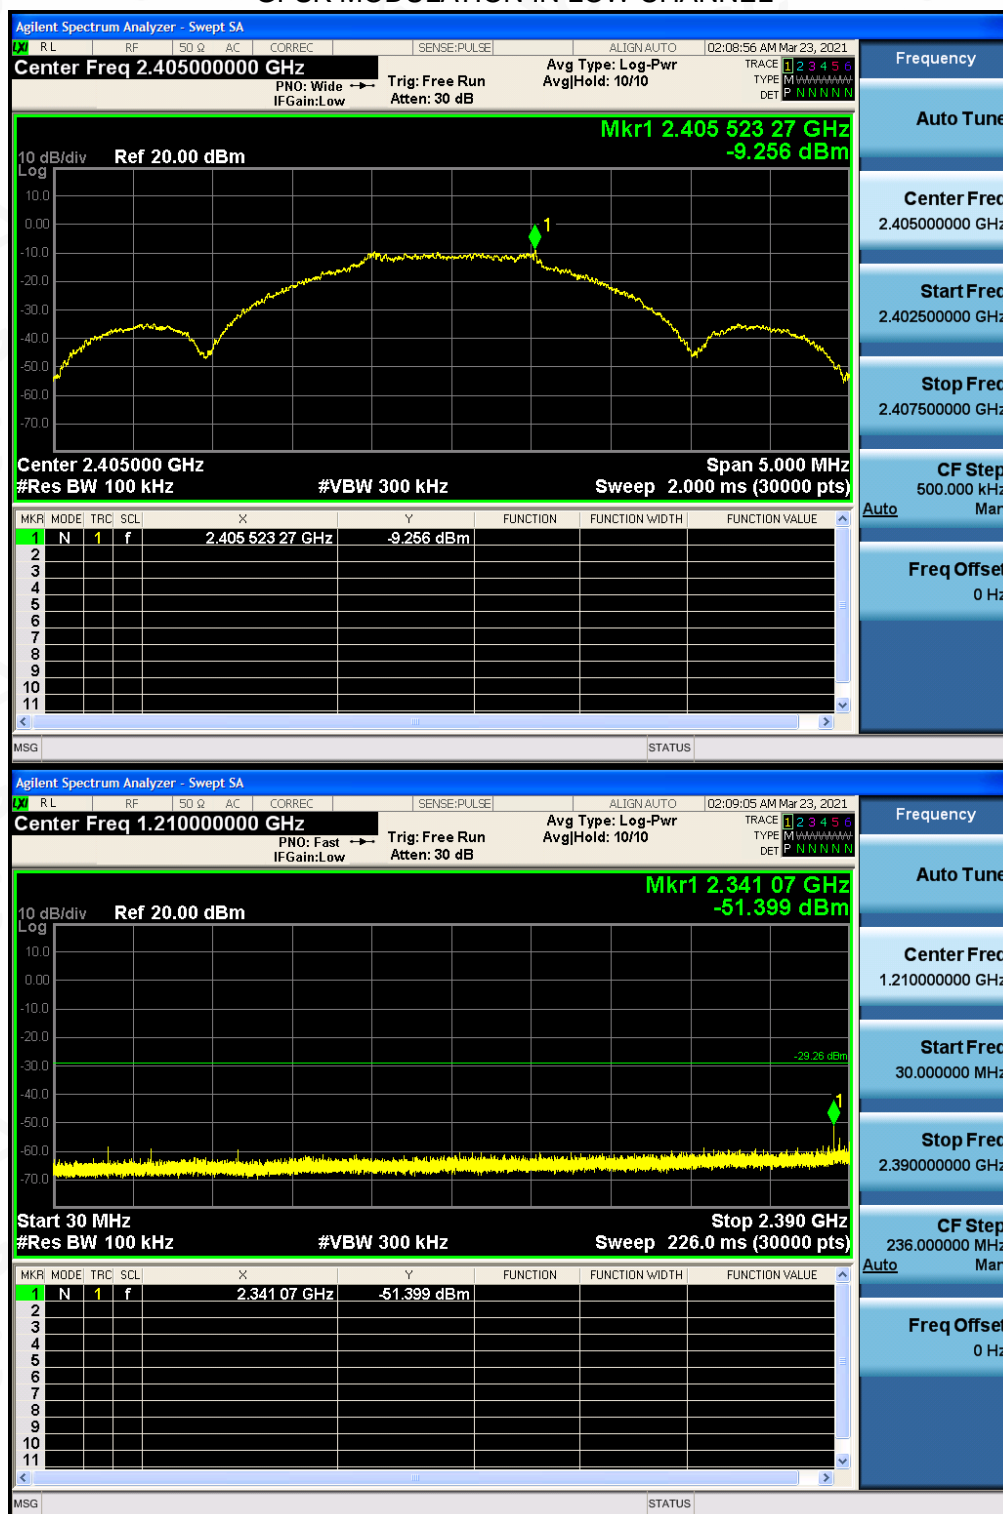 Agilent Spectrum Analyzer - Swept SA
LXI RL RF 50 Ω AC CORREC SENSE:PULSE ALIGN AUTO 02:08:56 AM Mar 23, 2021
Center Freq 2.405000000 GHz
PNO: Wide
IFGain:Low
Trig: Free Run
Atten: 30 dB
Avg Type: Log-Pwr
Avg|Hold: 10/10
TRACE 1 2 3 4 5 6
TYPE M
DET P N N N N N
Mkr1 2.405 523 27 GHz
-9.256 dBm
10 dB/div Ref 20.00 dBm
Log
10.0
0.00
-10.0
-20.0
-30.0
-40.0
-50.0
-60.0
-70.0
1
Center 2.405000 GHz Span 5.000 MHz
#Res BW 100 kHz #VBW 300 kHz Sweep 2.000 ms (30000 pts)
MKR MODE TRC SCL X Y FUNCTION FUNCTION WIDTH FUNCTION VALUE
1 N 1 f 2.405 523 27 GHz -9.256 dBm
2
3
4
5
6
7
8
9
10
11
MSG STATUS
Frequency
Auto Tune
Center Freq
2.405000000 GHz
Start Freq
2.402500000 GHz
Stop Freq
2.407500000 GHz
CF Step
500.000 kHz
Auto Man
Freq Offset
0 Hz
Agilent Spectrum Analyzer - Swept SA
LXI RL RF 50 Ω AC CORREC SENSE:PULSE ALIGN AUTO 02:09:05 AM Mar 23, 2021
Center Freq 1.210000000 GHz
PNO: Fast
IFGain:Low
Trig: Free Run
Atten: 30 dB
Avg Type: Log-Pwr
Avg|Hold: 10/10
TRACE 1 2 3 4 5 6
TYPE M
DET P N N N N N
Mkr1 2.341 07 GHz
-51.399 dBm
10 dB/div Ref 20.00 dBm
Log
10.0
0.00
-10.0
-20.0
-30.0
-40.0
-50.0
-60.0
-70.0
-29.26 dBm
1
Start 30 MHz Stop 2.390 GHz
#Res BW 100 kHz #VBW 300 kHz Sweep 226.0 ms (30000 pts)
MKR MODE TRC SCL X Y FUNCTION FUNCTION WIDTH FUNCTION VALUE
1 N 1 f 2.341 07 GHz -51.399 dBm
2
3
4
5
6
7
8
9
10
11
MSG STATUS
Frequency
Auto Tune
Center Freq
1.210000000 GHz
Start Freq
30.000000 MHz
Stop Freq
2.390000000 GHz
CF Step
236.000000 MHz
Auto Man
Freq Offset
0 Hz